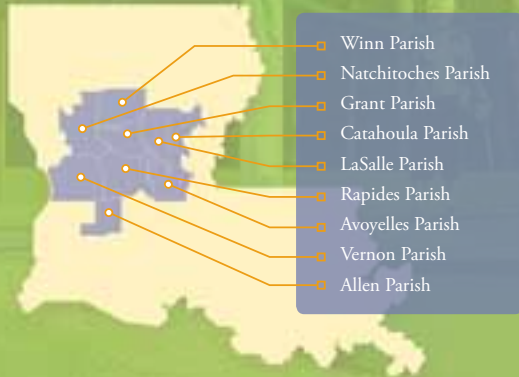 Winn Parish
Natchitoches Parish
Grant Parish
Catahoula Parish
LaSalle Parish
Rapides Parish
Avoyelles Parish
Vernon Parish
Allen Parish